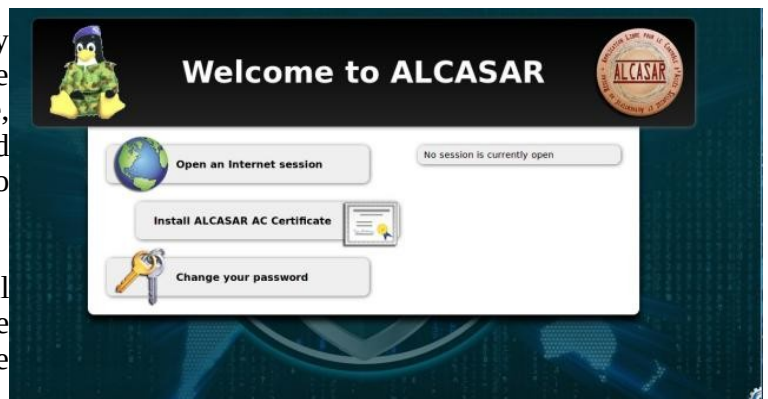 Welcome to ALCASAR
ALCASAR
Open an Internet session
No session is currently open
Install ALCASAR AC Certificate
Change your password